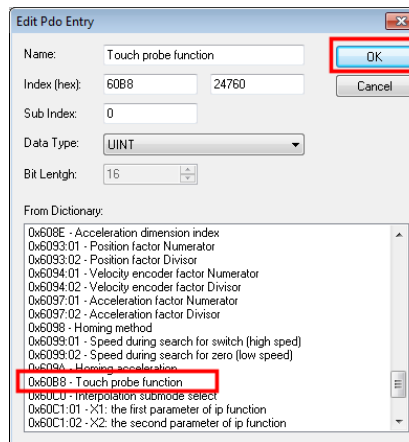 Edit Pdo Entry
Name: Touch probe function OK
Index (hex): 60B8 24760 Cancel
Sub Index: 0
Data Type: UINT
Bit Lentgh: 16
From Dictionary:
0x608E - Acceleration dimension index
0x6093:01 - Position factor Numerator
0x6093:02 - Position factor Divisor
0x6094:01 - Velocity encoder factor Numerator
0x6094:02 - Velocity encoder factor Divisor
0x6097:01 - Acceleration factor Numerator
0x6097:02 - Acceleration factor Divisor
0x6098 - Homing method
0x6099:01 - Speed during search for switch (high sped)
0x6099:02 - Speed during search for zero (low speed)
0x609A - Homing acceleration
0x60B8 - Touch probe function
0x60C0 - Interpolation submode select
0x60C1:01 - X1: the first parameter of ip function
0x60C1:02 - X2: the second parameter of ip function